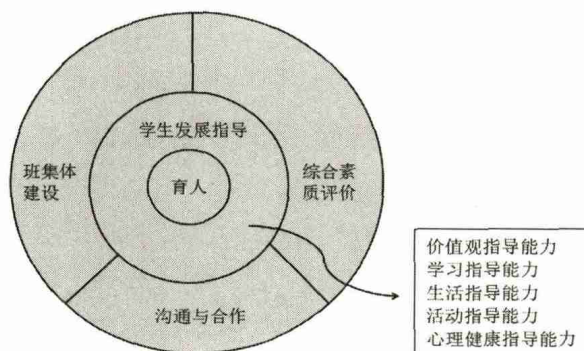 学生发展指导
育人
班集体
建设
综合素
质评价
沟通与合作
价值观指导能力
学习指导能力
生活指导能力
活动指导能力
心理健康指导能力